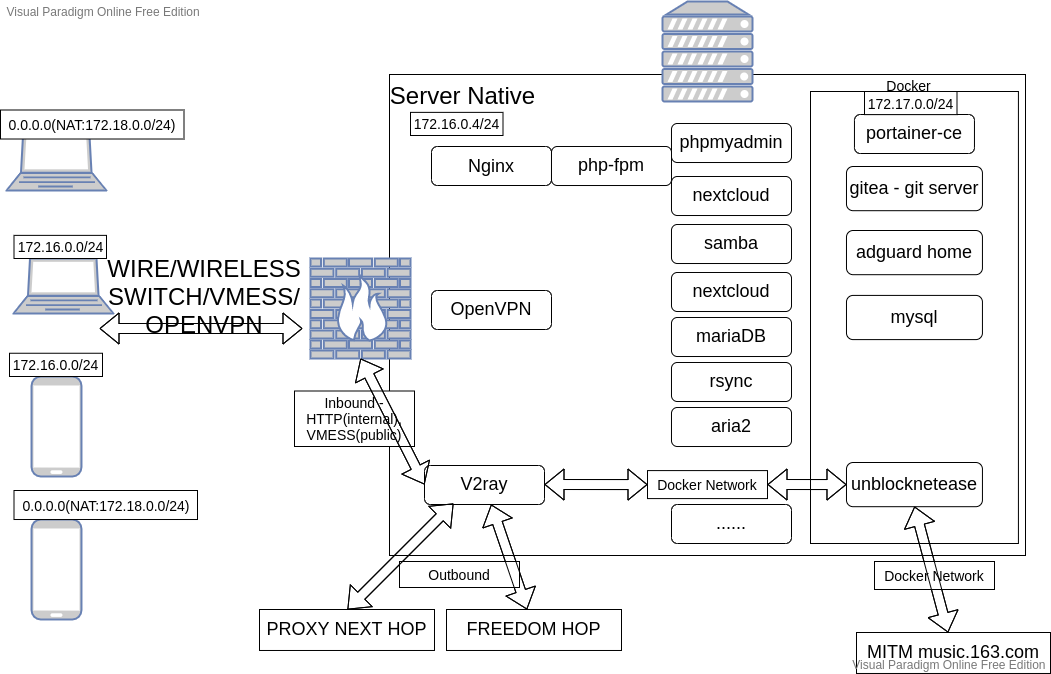 Visual Paradigm Online Free Edition
0.0.0.0(NAT:172.18.0.0/24)
172.16.0.0/24
WIRE/WIRELESS
SWITCH/VMESS/
OPENVPN
172.16.0.0/24
0.0.0.0(NAT:172.18.0.0/24)
Server Native
172.16.0.4/24
Nginx
php-fpm
phpmyadmin
nextcloud
samba
OpenVPN
nextcloud
mariaDB
rsync
aria2
Docker
172.17.0.0/24
portainer-ce
gitea - git server
adguard home
mysql
Inbound -
HTTP(internal),
VMESS(public)
V2ray
Docker Network
unblocknetease
......
Outbound
Docker Network
PROXY NEXT HOP
FREEDOM HOP
MITM music.163.com
Visual Paradigm Online Free Edition